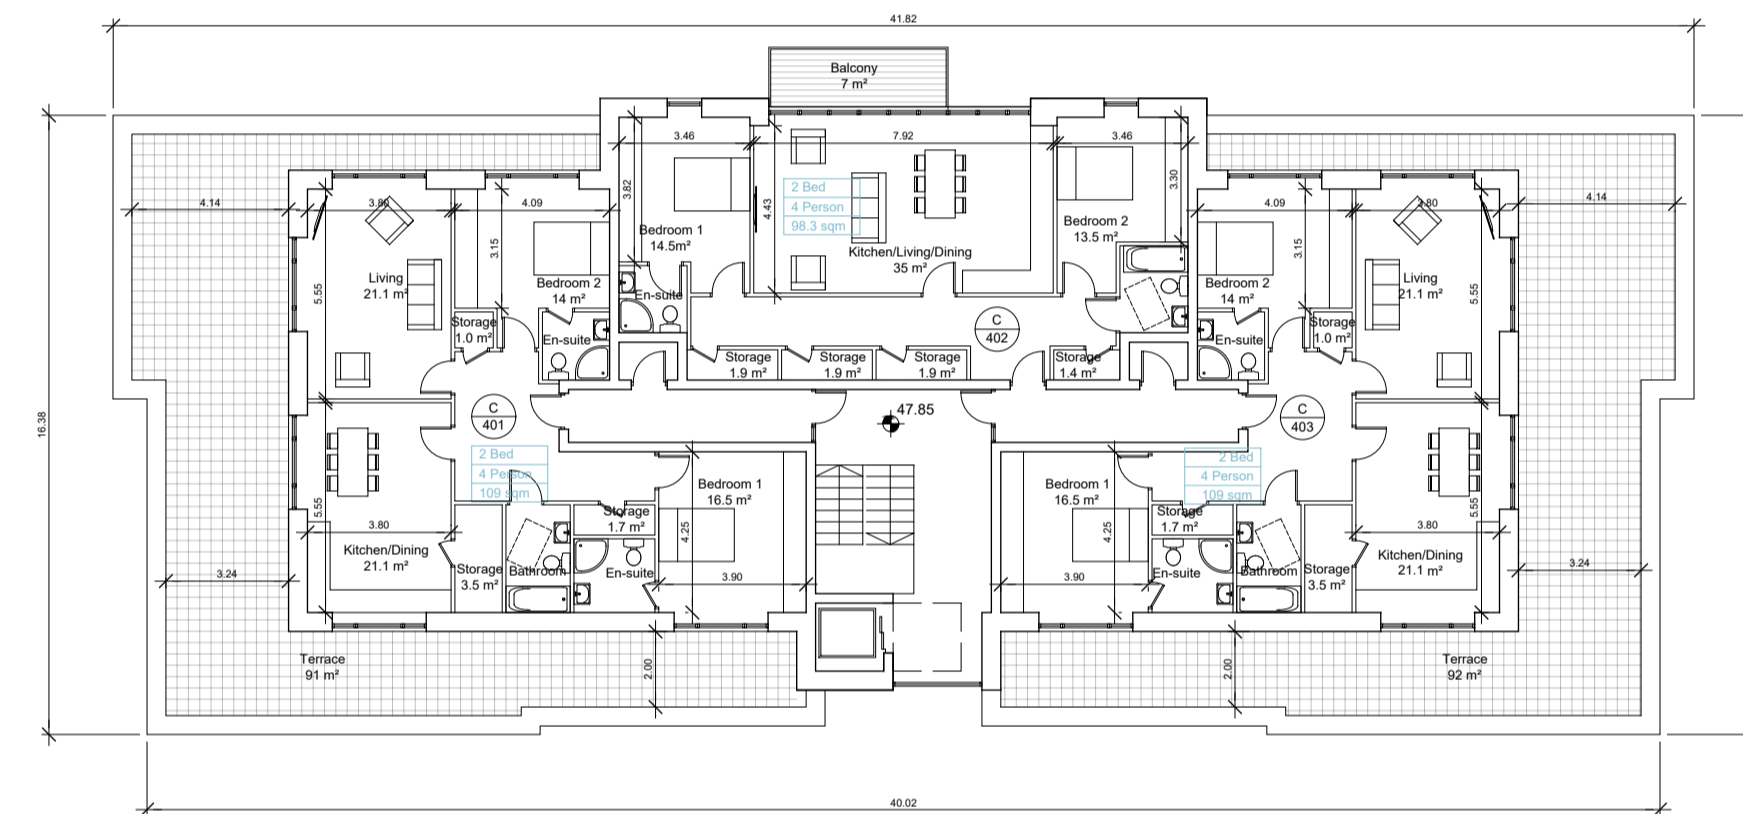 41.82
Balcony
7 m²
3.46
7.92
3.46
3.82
4.43
3.30
2 Bed
4 Person
98.3 sqm
Bedroom 1
14.5m²
Kitchen/Living/Dining
35 m²
Bedroom 2
13.5 m²
4.14
3.80
4.09
4.09
3.80
4.14
3.15
3.15
5.55
5.55
Living
21.1 m²
Bedroom 2
14 m²
En-suite
Bedroom 2
14 m²
Living
21.1 m²
Storage
1.0 m²
En-suite
C
402
En-suite
Storage
1.0 m²
Storage
1.9 m²
Storage
1.9 m²
Storage
1.9 m²
Storage
1.4 m²
16.38
C
401
47.85
C
403
2 Bed
4 Person
109 sqm
2 Bed
4 Person
109 sqm
Bedroom 1
16.5 m²
Bedroom 1
16.5 m²
5.55
5.55
Storage
1.7 m²
Storage
1.7 m²
4.25
4.25
3.80
3.80
Kitchen/Dining
21.1 m²
Kitchen/Dining
21.1 m²
Storage
3.5 m²
Bathroom
En-suite
En-suite
Bathroom
Storage
3.5 m²
3.24
3.90
3.90
3.24
Terrace
91 m²
2.00
2.00
Terrace
92 m²
40.02